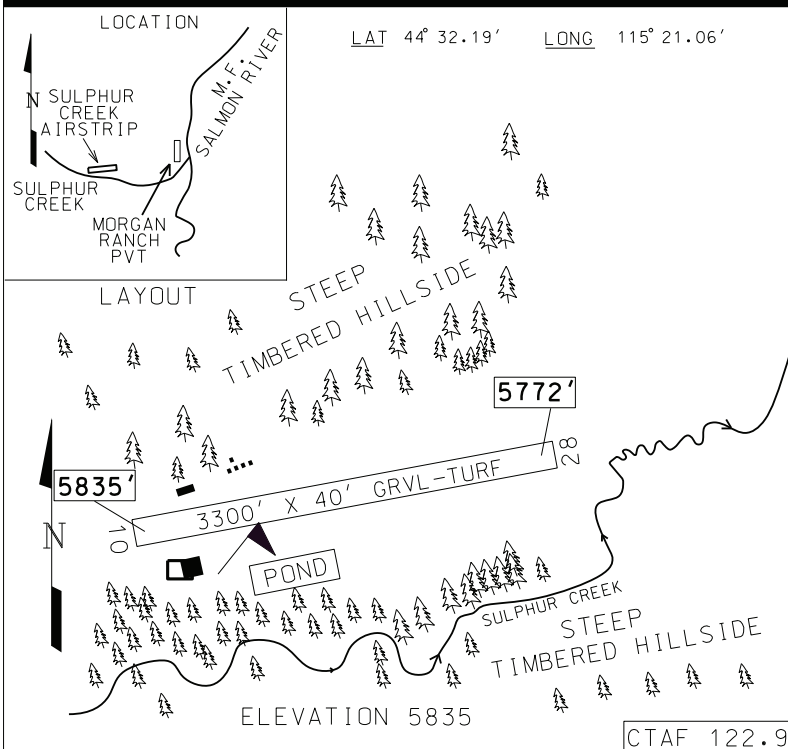 LOCATION
LAT 44° 32.19′ LONG 115° 21.06′
M.F.
SALMON RIVER
N
SULPHUR
CREEK
AIRSTRIP
SULPHUR
CREEK
MORGAN
RANCH
PVT
LAYOUT
STEEP
TIMBERED HILLSIDE
5772′
28
5835′
3300′ X 40′ GRVL-TURF
10
N
POND
SULPHUR CREEK
STEEP
TIMBERED HILLSIDE
ELEVATION 5835
CTAF 122.9